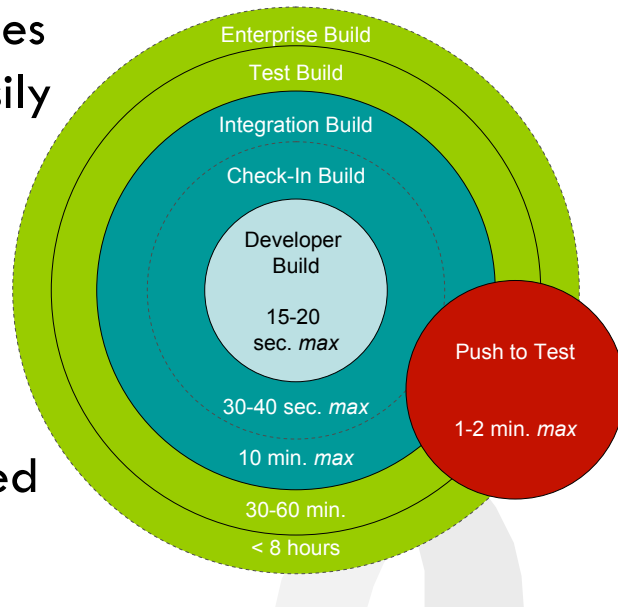 es
sily
ed
Enterprise Build
Test Build
Integration Build
Check-In Build
Developer
Build
15-20
sec. max
30-40 sec. max
10 min. max
30-60 min.
< 8 hours
Push to Test
1-2 min. max